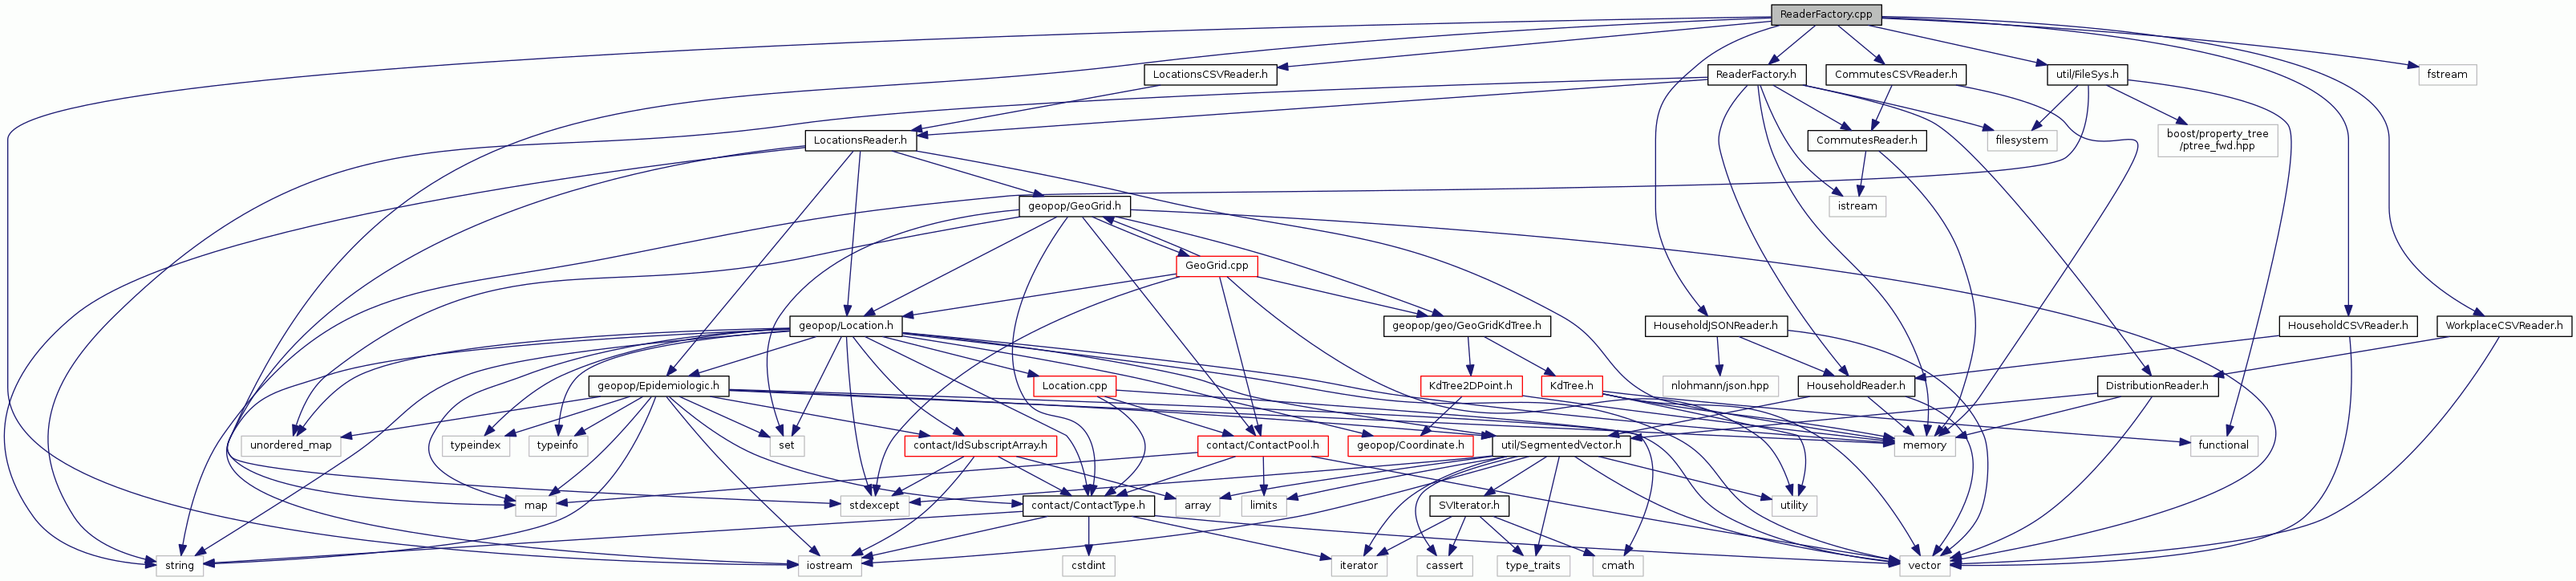 ReaderFactory.cpp
LocationsCSVReader.h
ReaderFactory.h
CommutesCSVReader.h
util/FileSys.h
fstream
LocationsReader.h
CommutesReader.h
filesystem
boost/property_tree
/ptree_fwd.hpp
geopop/GeoGrid.h
istream
GeoGrid.cpp
geopop/Location.h
geopop/geo/GeoGridKdTree.h
HouseholdJSONReader.h
HouseholdCSVReader.h
WorkplaceCSVReader.h
geopop/Epidemiologic.h
Location.cpp
KdTree2DPoint.h
KdTree.h
nlohmann/json.hpp
HouseholdReader.h
DistributionReader.h
unordered_map
typeindex
typeinfo
set
contact/IdSubscriptArray.h
contact/ContactPool.h
geopop/Coordinate.h
util/SegmentedVector.h
memory
functional
map
stdexcept
contact/ContactType.h
array
limits
SVIterator.h
utility
string
iostream
cstdint
iterator
cassert
type_traits
cmath
vector